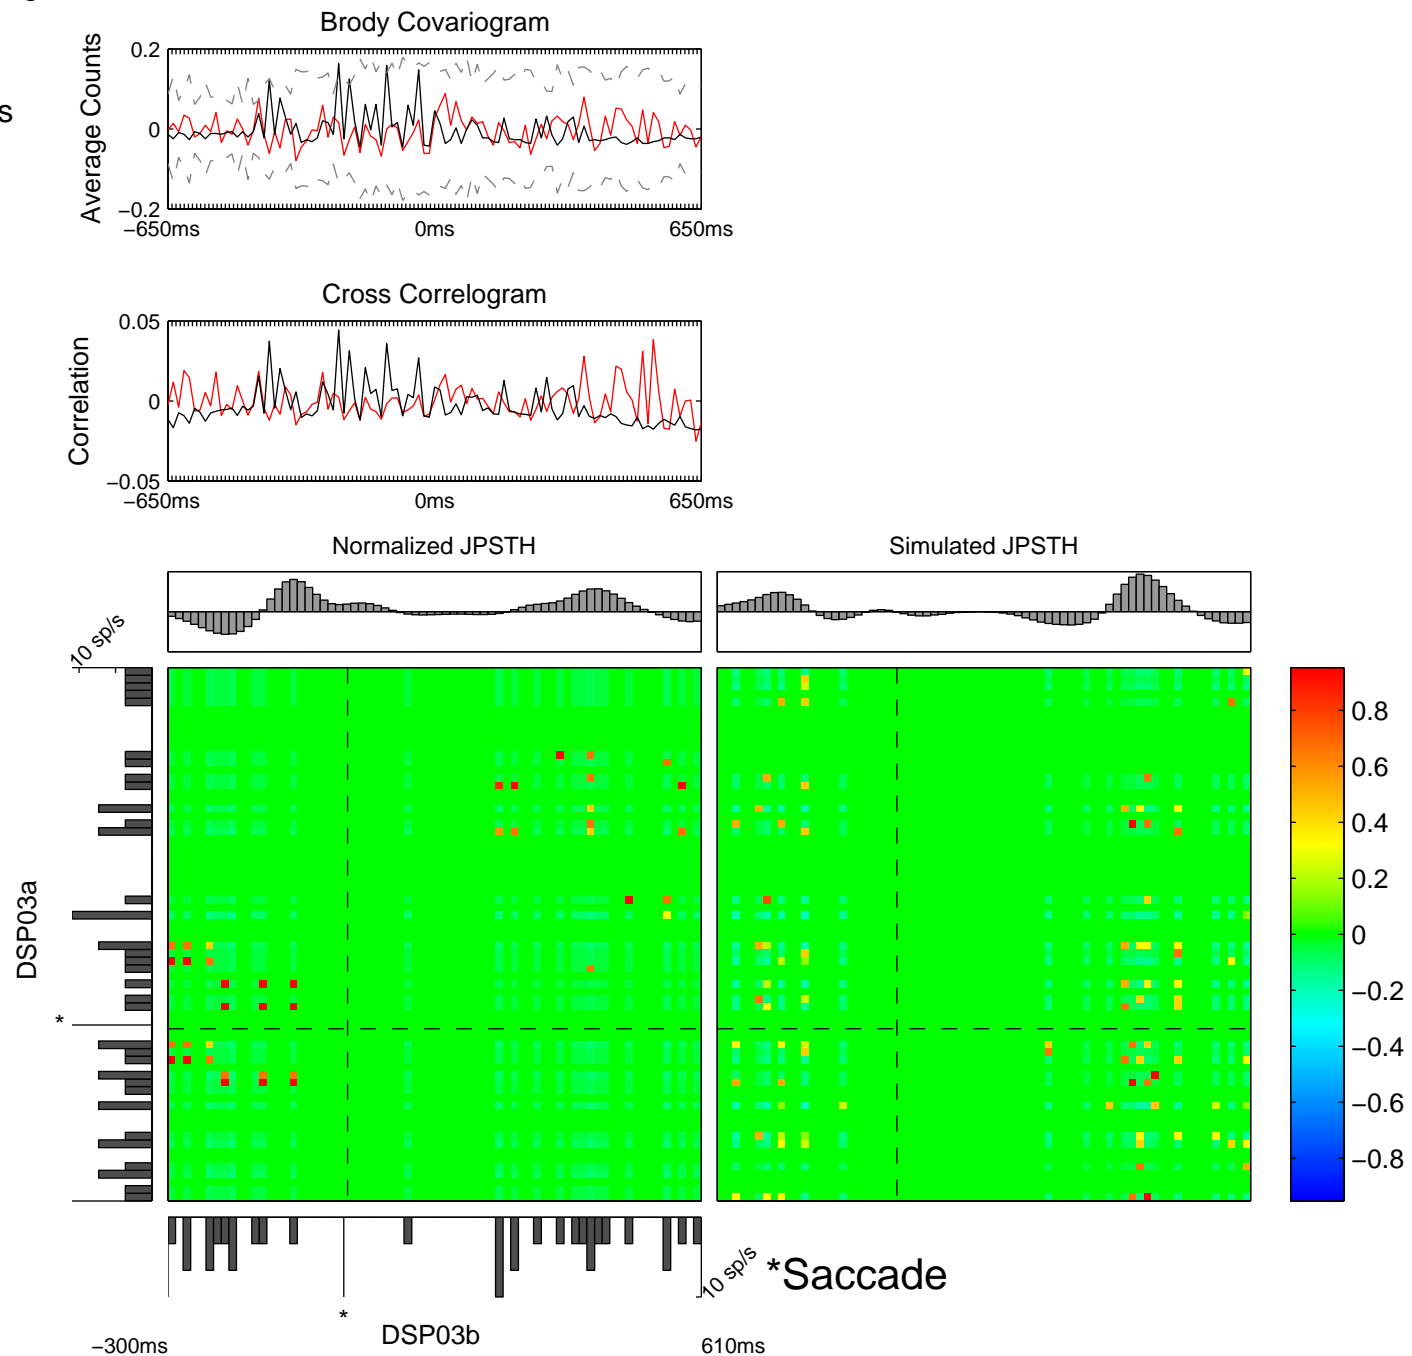 g
Brody Covariogram
s
Average Counts
0.2
0
−0.2
−650ms
0ms
650ms
Cross Correlogram
Correlation
0.05
0
−0.05
−650ms
0ms
650ms
Normalized JPSTH
Simulated JPSTH
10 sp/s
DSP03a
*
0.8
0.6
0.4
0.2
0
−0.2
−0.4
−0.6
−0.8
10 sp/s
*Saccade
*
DSP03b
−300ms
610ms